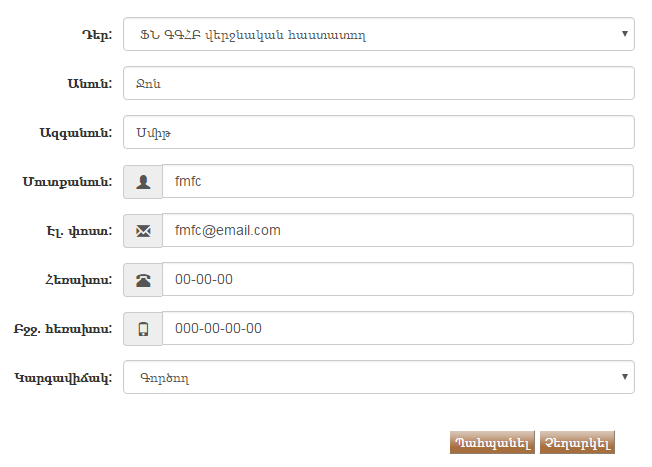 Դեր: ՖՆ ԳԳՀԲ վերջնական հաստատող
Անուն: Ջոն
Ազգանուն: Սմիթ
Մուտքանուն: fmfc
Էլ. փոստ: fmfc@email.com
Հեռախոս: 00-00-00
Բջջ. հեռախոս: 000-00-00-00
Կարգավիճակ: Գործող
Պահպանել Չեղարկել